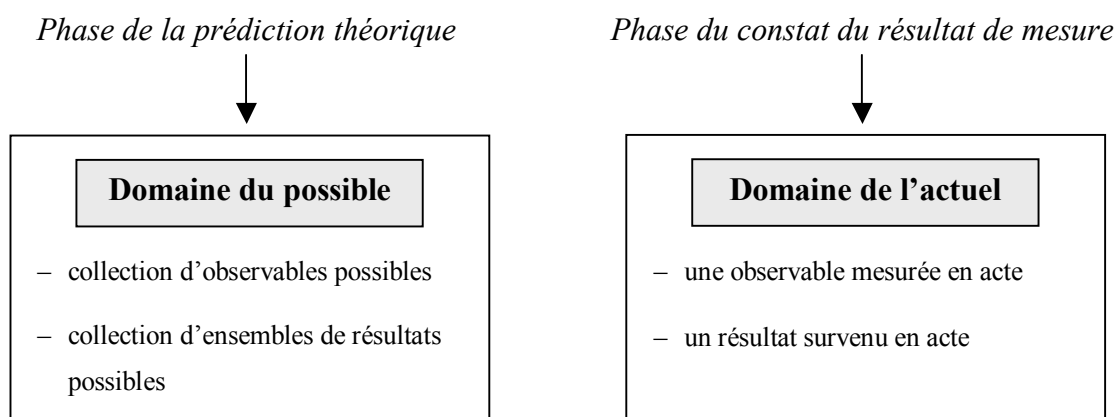 Phase de la prédiction théorique
Domaine du possible
– collection d’observables possibles
– collection d’ensembles de résultats
possibles
Phase du constat du résultat de mesure
Domaine de l’actuel
– une observable mesurée en acte
– un résultat survenu en acte